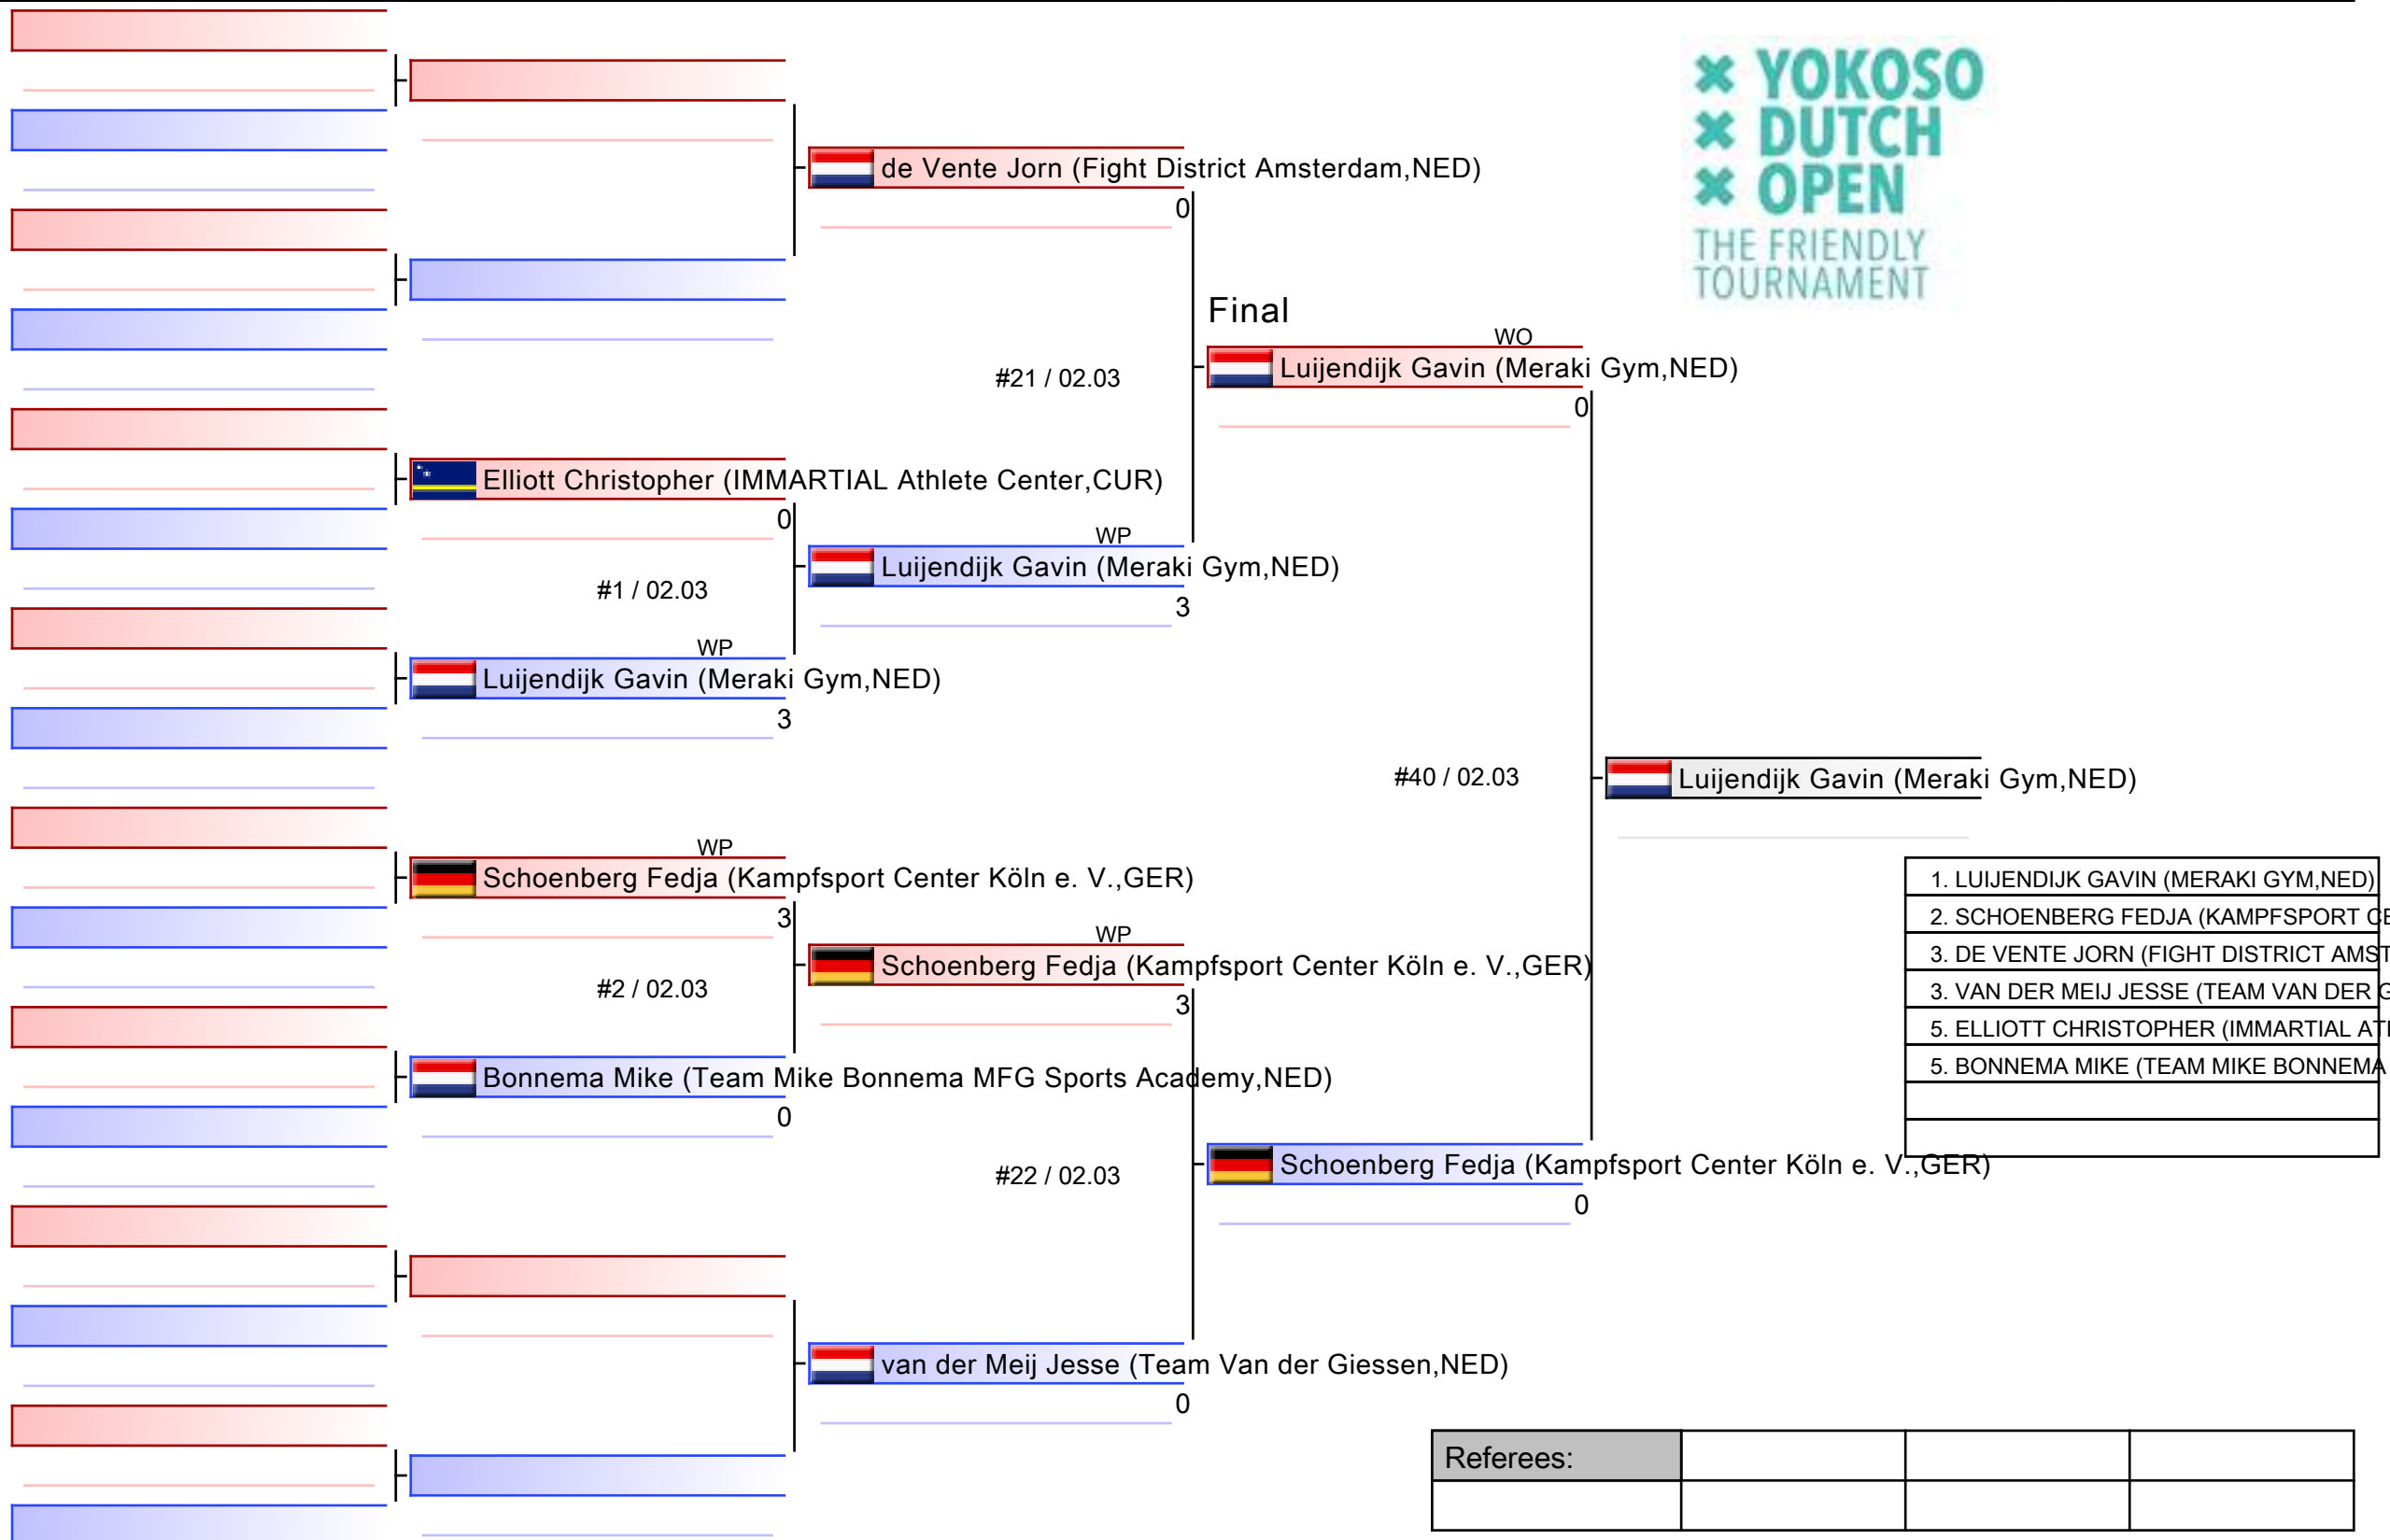 YOKOSO
DUTCH
OPEN
THE FRIENDLY
TOURNAMENT
de Vente Jorn (Fight District Amsterdam,NED)
0
Final
WO
Luijendijk Gavin (Meraki Gym,NED)
0
#21 / 02.03
Elliott Christopher (IMMARTIAL Athlete Center,CUR)
0
WP
Luijendijk Gavin (Meraki Gym,NED)
3
#1 / 02.03
WP
Luijendijk Gavin (Meraki Gym,NED)
3
#40 / 02.03
Luijendijk Gavin (Meraki Gym,NED)
WP
Schoenberg Fedja (Kampfsport Center Köln e. V.,GER)
3
WP
Schoenberg Fedja (Kampfsport Center Köln e. V.,GER)
3
#2 / 02.03
Bonnema Mike (Team Mike Bonnema MFG Sports Academy,NED)
0
#22 / 02.03
Schoenberg Fedja (Kampfsport Center Köln e. V.,GER)
0
van der Meij Jesse (Team Van der Giessen,NED)
0
1. LUIJENDIJK GAVIN (MERAKI GYM,NED)
2. SCHOENBERG FEDJA (KAMPFSPORT CE
3. DE VENTE JORN (FIGHT DISTRICT AMST
3. VAN DER MEIJ JESSE (TEAM VAN DER G
5. ELLIOTT CHRISTOPHER (IMMARTIAL ATH
5. BONNEMA MIKE (TEAM MIKE BONNEMA
Referees: